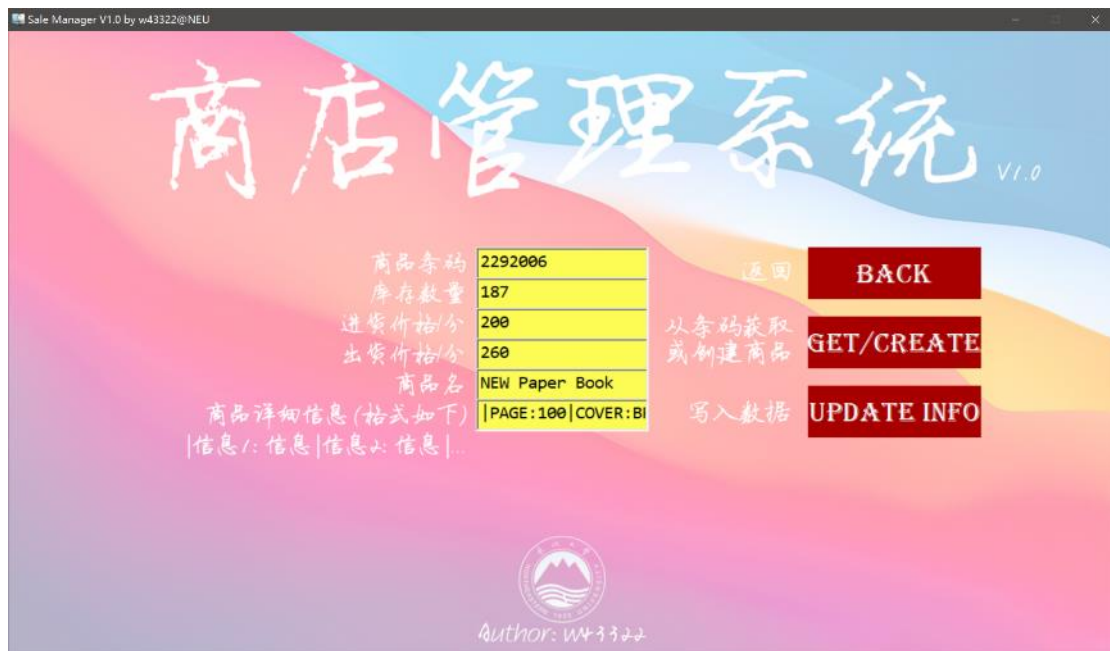 Sale Manager V1.0 by w43322@NEU
商店管理系统 V1.0
商品条码 2292006
库存数量 187
进货价格/分 200
出货价格/分 260
商品名 NEW Paper Book
商品详细信息(格式如下) |PAGE:100|COVER:Bl
|信息1:信息|信息2:信息|...
返回 BACK
从条码获取
或创建商品 GET/CREATE
写入数据 UPDATE INFO
Author: w43322